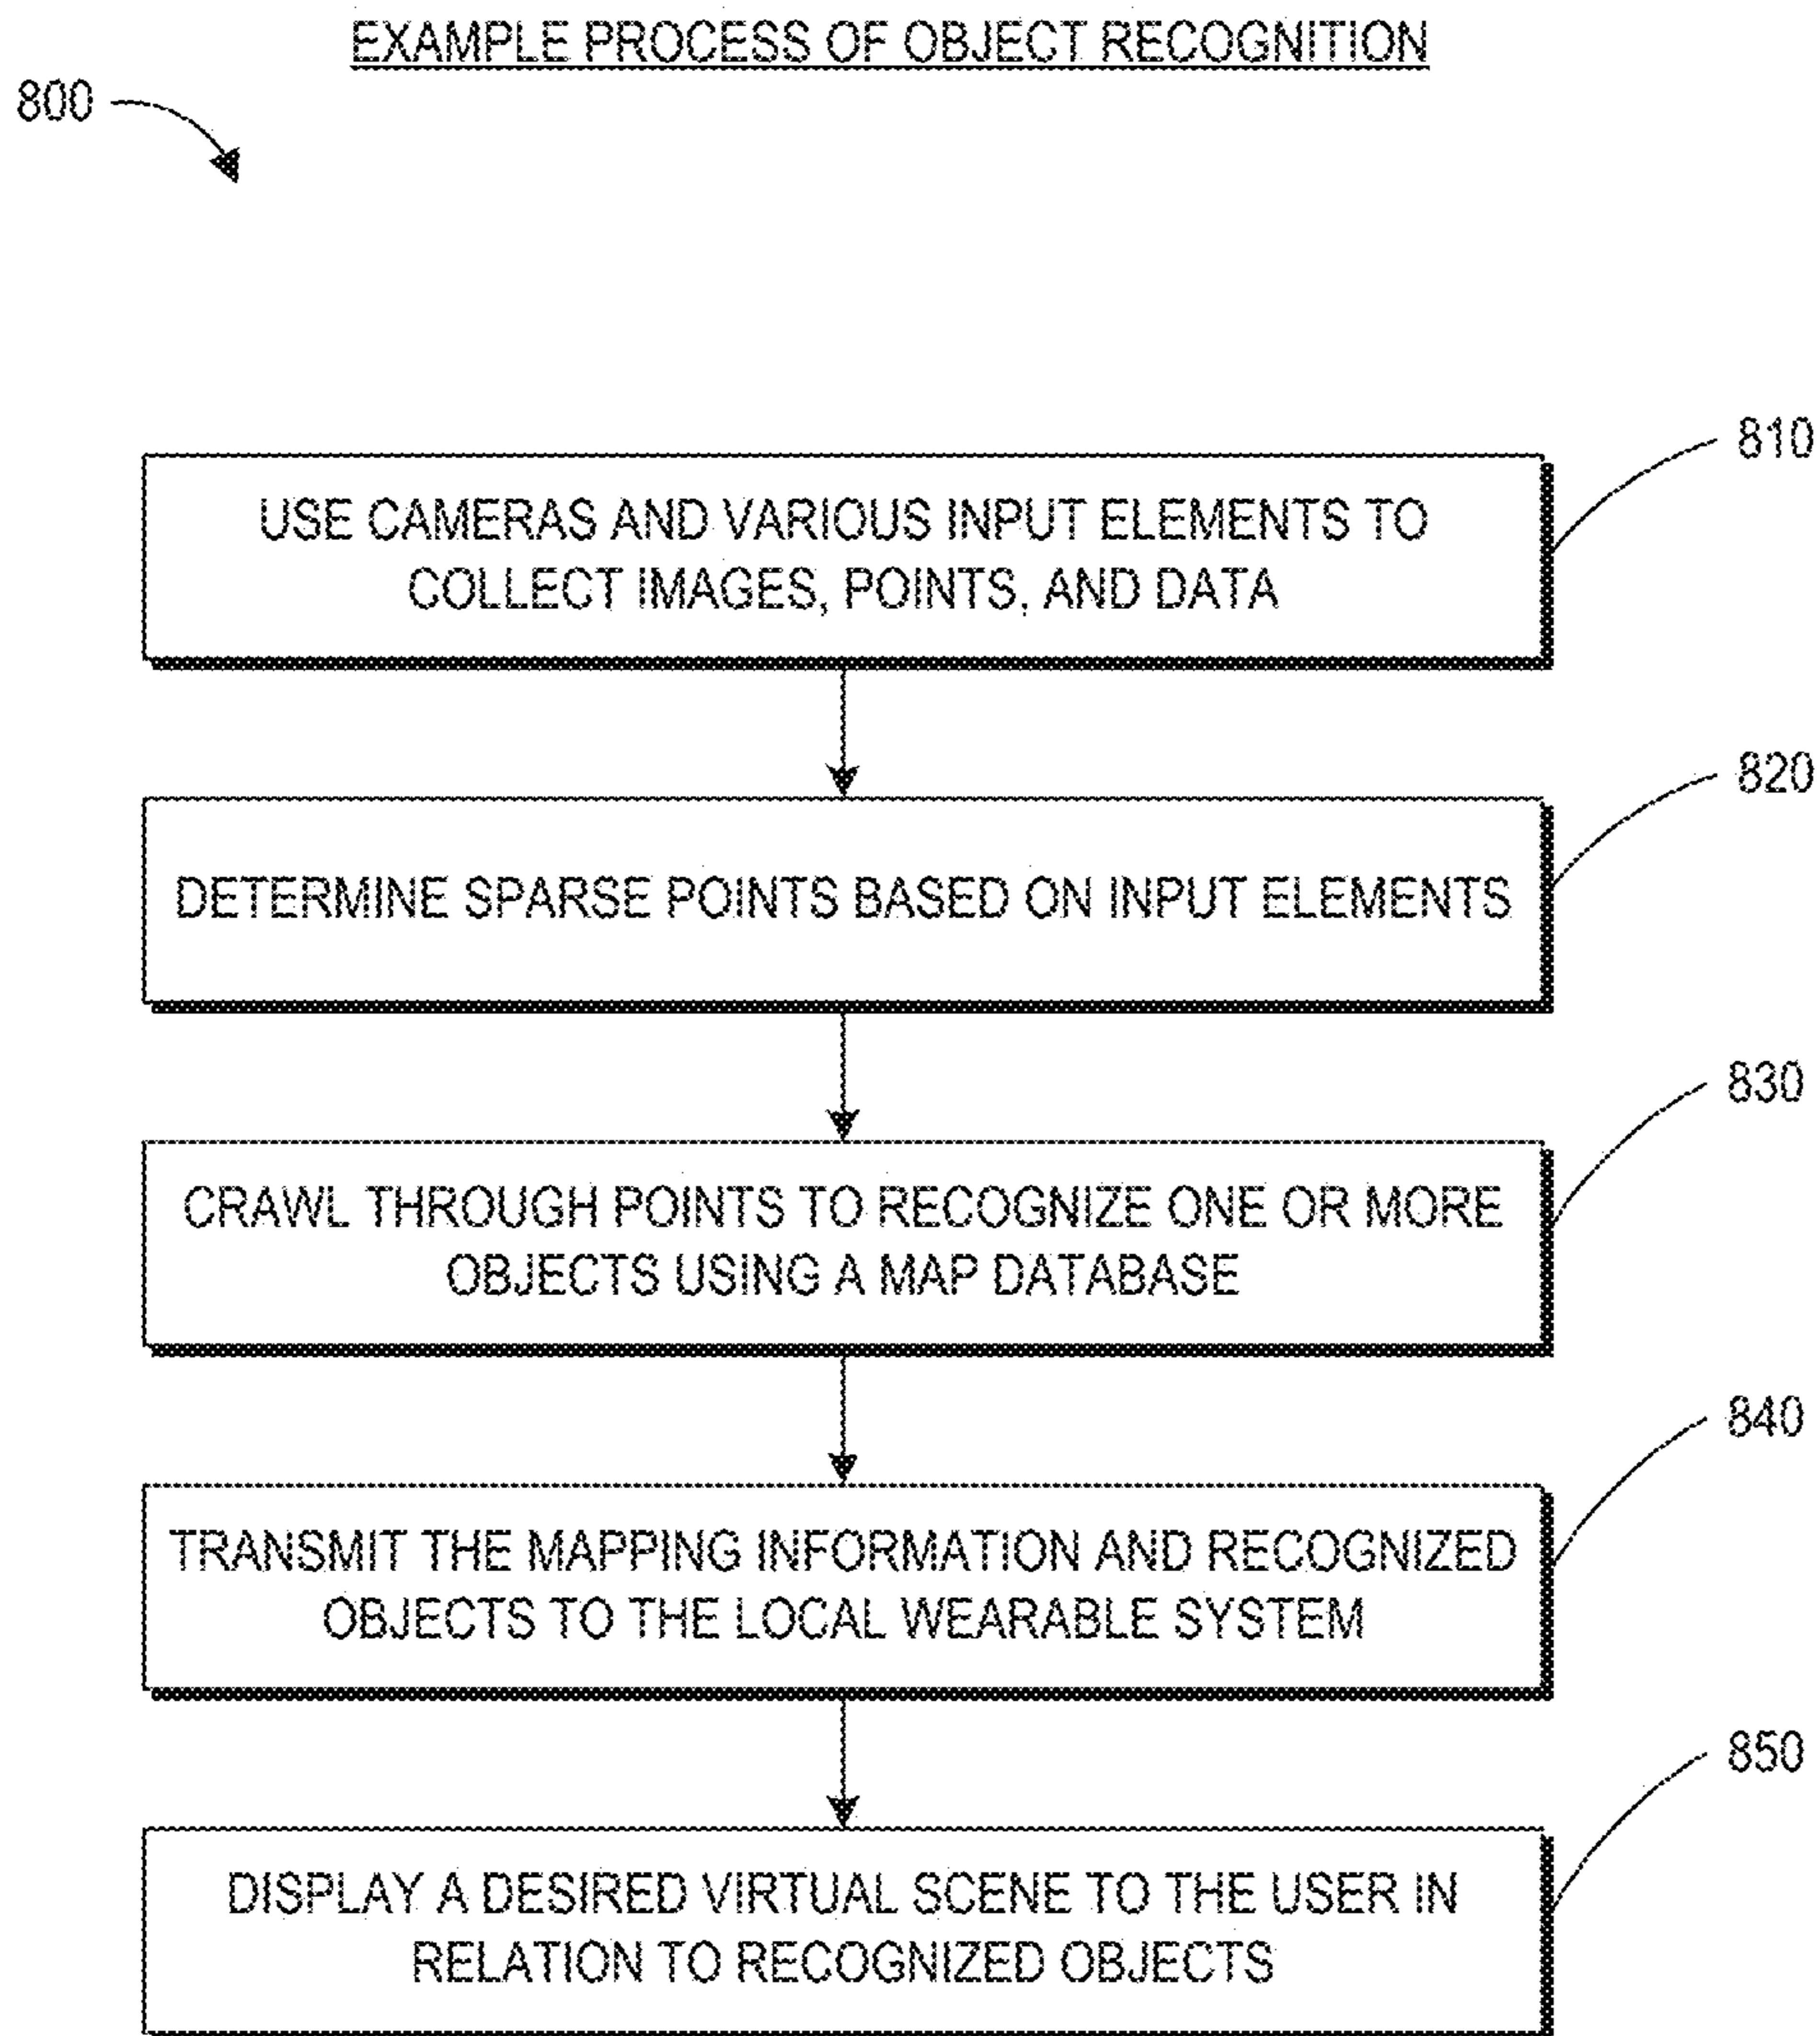 EXAMPLE PROCESS OF OBJECT RECOGNITION
800
810
USE CAMERAS AND VARIOUS INPUT ELEMENTS TO
COLLECT IMAGES, POINTS, AND DATA
820
DETERMINE SPARSE POINTS BASED ON INPUT ELEMENTS
830
CRAWL THROUGH POINTS TO RECOGNIZE ONE OR MORE
OBJECTS USING A MAP DATABASE
840
TRANSMIT THE MAPPING INFORMATION AND RECOGNIZED
OBJECTS TO THE LOCAL WEARABLE SYSTEM
850
DISPLAY A DESIRED VIRTUAL SCENE TO THE USER IN
RELATION TO RECOGNIZED OBJECTS